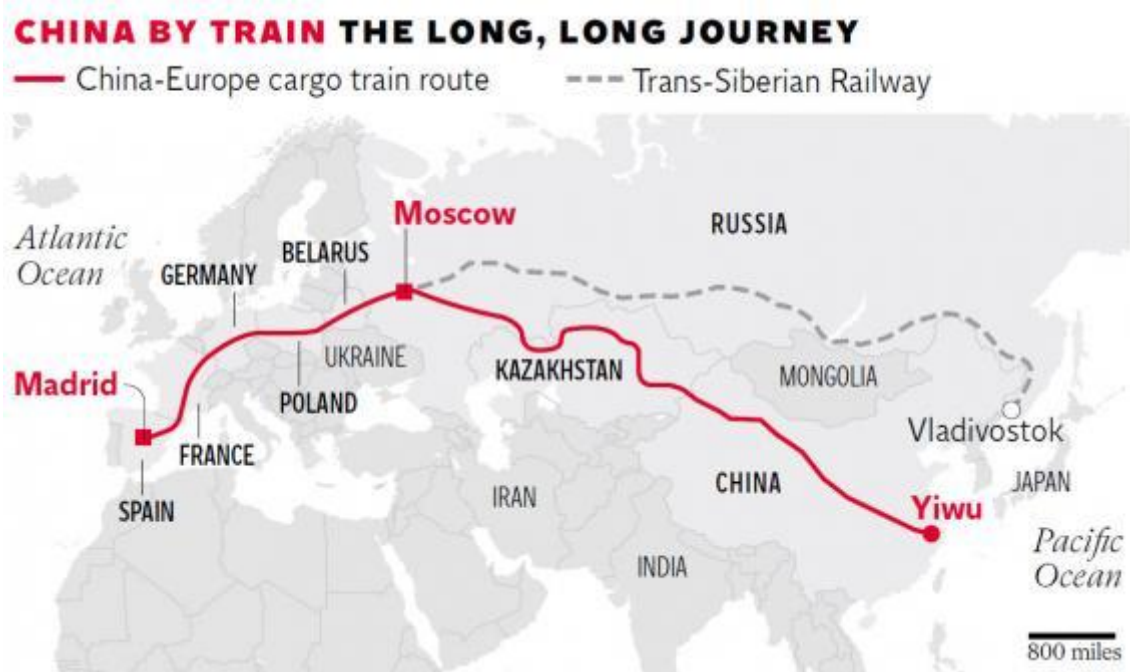 CHINA BY TRAIN THE LONG, LONG JOURNEY
China-Europe cargo train route
Trans-Siberian Railway
Moscow
RUSSIA
Atlantic
Ocean
BELARUS
GERMANY
UKRAINE
KAZAKHSTAN
MONGOLIA
Madrid
POLAND
Vladivostok
FRANCE
CHINA
JAPAN
IRAN
SPAIN
Yiwu
Pacific
Ocean
INDIA
800 miles